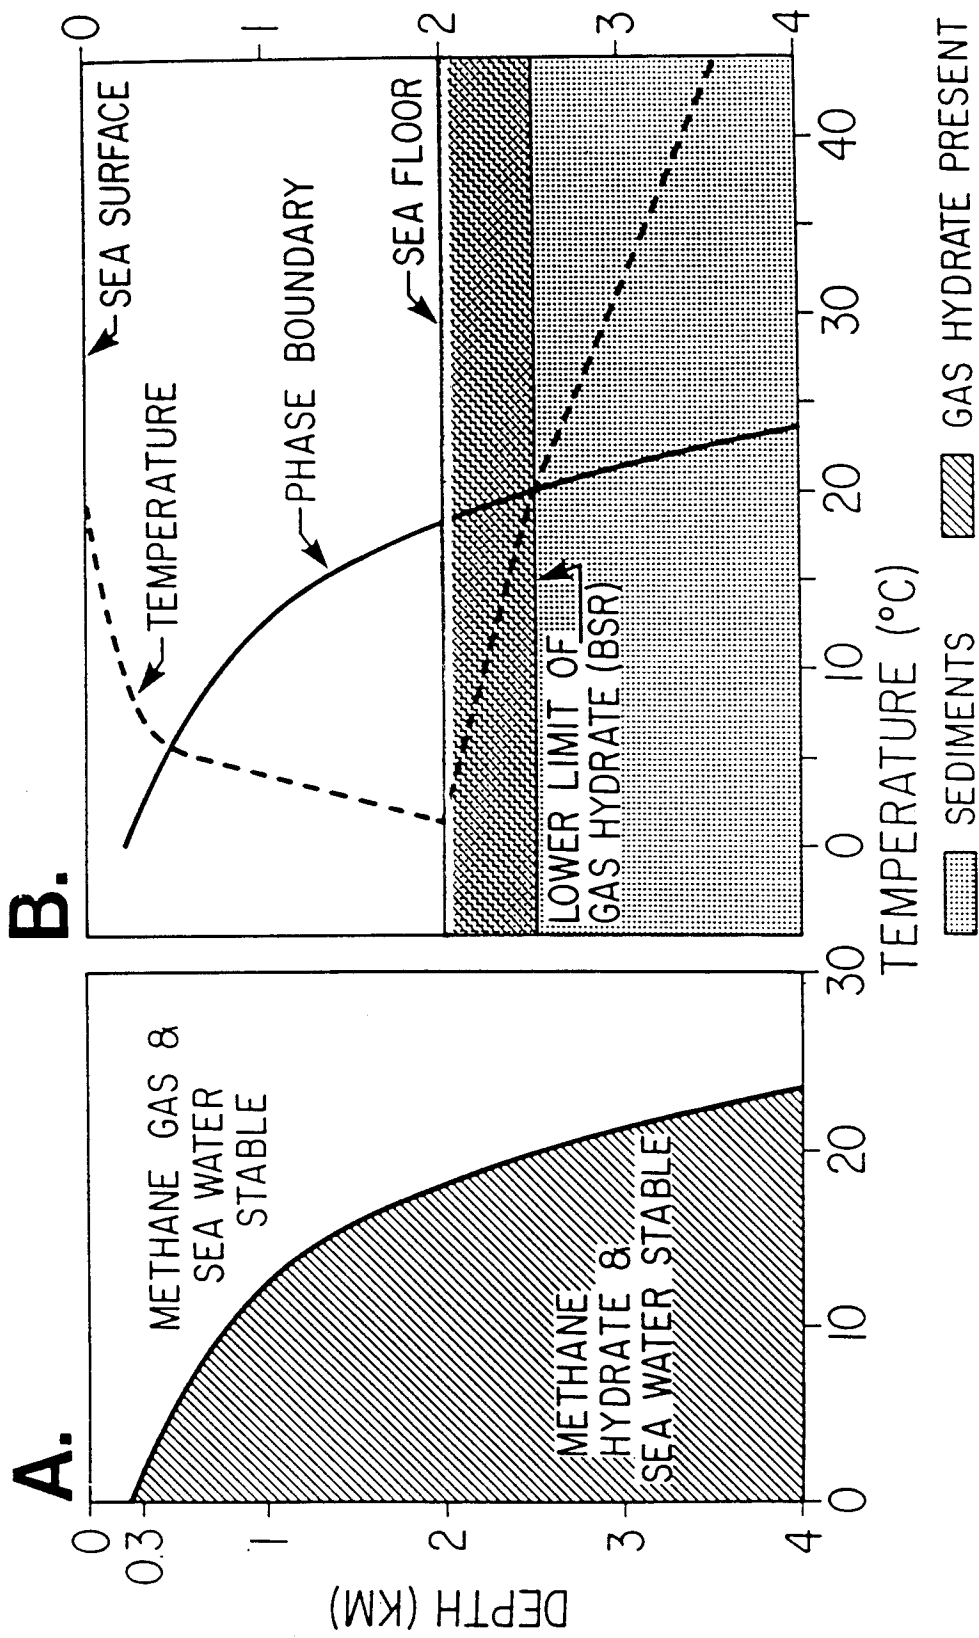 A.
0
0.3
1
2
3
4
DEPTH (KM)
METHANE GAS &
SEA WATER
STABLE
METHANE
HYDRATE &
SEA WATER STABLE
0
10
20
30
B.
SEA SURFACE
TEMPERATURE
PHASE BOUNDARY
SEA FLOOR
LOWER LIMIT OF
GAS HYDRATE (BSR)
0
1
2
3
4
0
10
20
30
40
TEMPERATURE (°C)
SEDIMENTS
GAS HYDRATE PRESENT